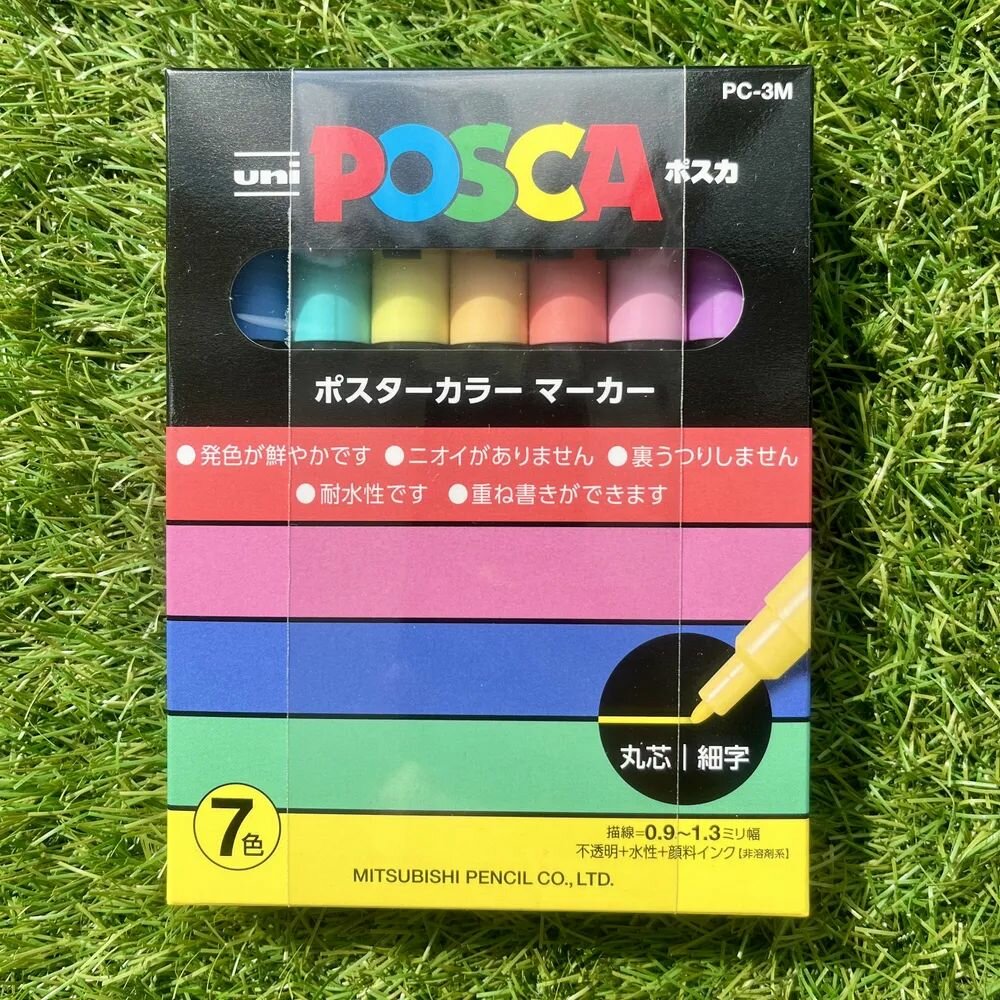 PC-3M
uni POSCA ポスカ
ポスターカラー マーカー
●発色が鮮やかです ●ニオイがありません ●裏うつりしません
●耐水性です ●重ね書きができます
丸芯|細字
7色
描線=0.9~1.3ミリ幅
不透明+水性+顔料インク【非溶剤系】
MITSUBISHI PENCIL CO., LTD.